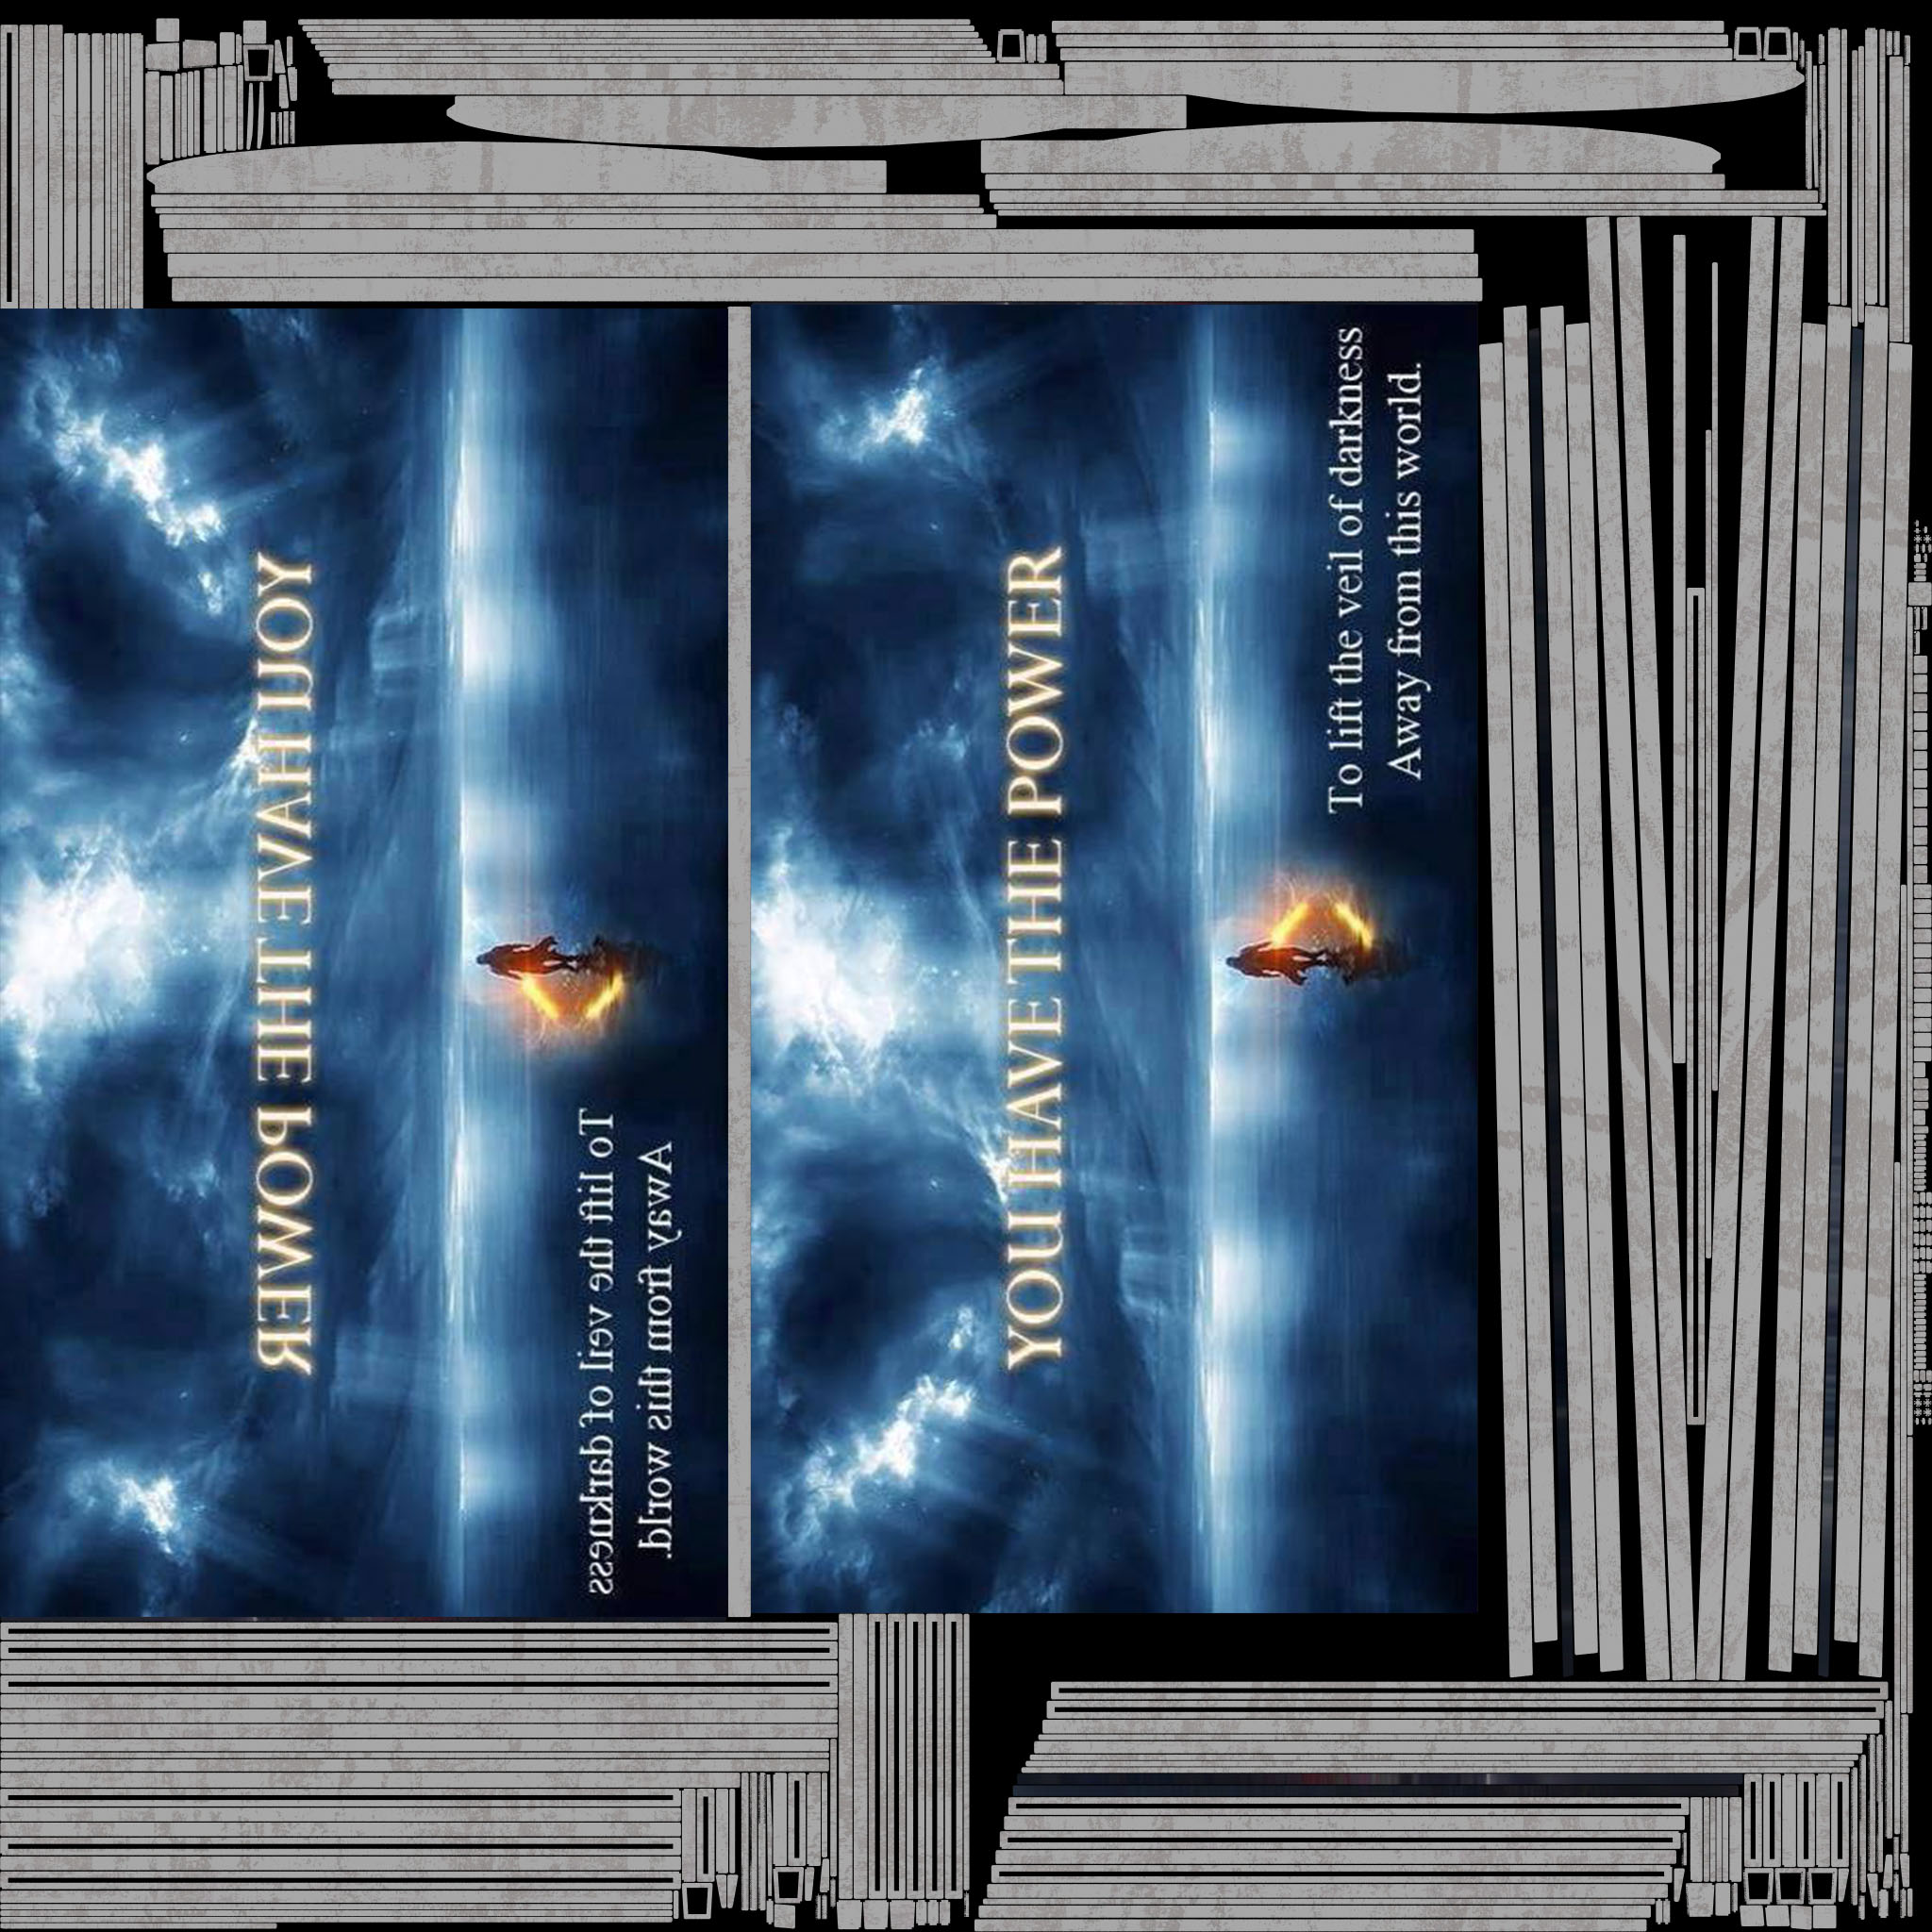 YOU HAVE THE POWER
To lift the veil of darkness
Away from this world.
YOU HAVE THE POWER
To lift the veil of darkness
Away from this world.